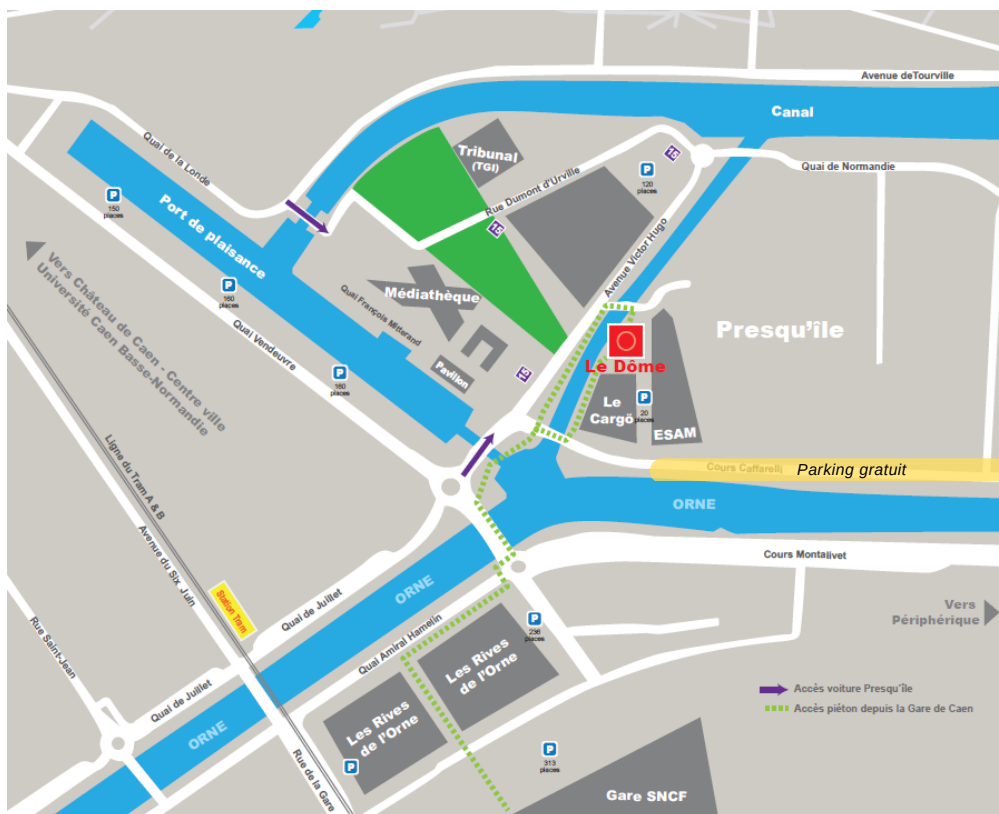 Avenue deTourville
Canal
Quai de la Londe
Tribunal
(TGI)
15
Quai de Normandie
P
120
places
P
150
places
Rue Dumont d'Urville
15
Port de plaisance
Avenue Victor Hugo
Vers Château de Caen - Centre ville
Université Caen Basse-Normandie
P
160
places
Médiathèque
Quai François Mitterand
Presqu'île
Quai Vendeuvre
Le Dôme
P
160
places
15
Pavillon
Le
Cargö
P
20
places
ESAM
Cours Caffarelli
Parking gratuit
Ligne du Tram A & B
ORNE
Avenue du Six Juin
Cours Montalivet
Station Tram
Quai de Juillet
ORNE
Vers
Périphérique
Quai Amiral Hamelin
P
236
places
Rue Saint-Jean
Les Rives
de l'Orne
Quai de Juillet
Accès voiture Presqu'île
Accès piéton depuis la Gare de Caen
ORNE
Les Rives
de l'Orne
P
P
313
places
Rue de la Gare
Gare SNCF